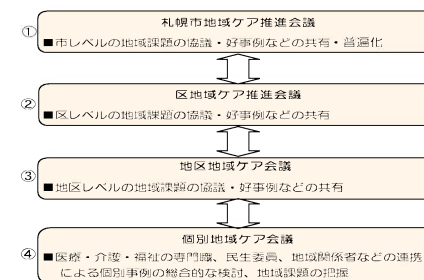 ①
札幌市地域ケア推進会議
■市レベルの地域課題の協議・好事例などの共有・普遍化
②
区地域ケア推進会議
■区レベルの地域課題の協議・好事例などの共有
③
地区地域ケア会議
■地区レベルの地域課題の協議・好事例などの共有
④
個別地域ケア会議
■医療・介護・福祉の専門職、民生委員、地域関係者などの連携
による個別事例の総合的な検討、地域課題の把握